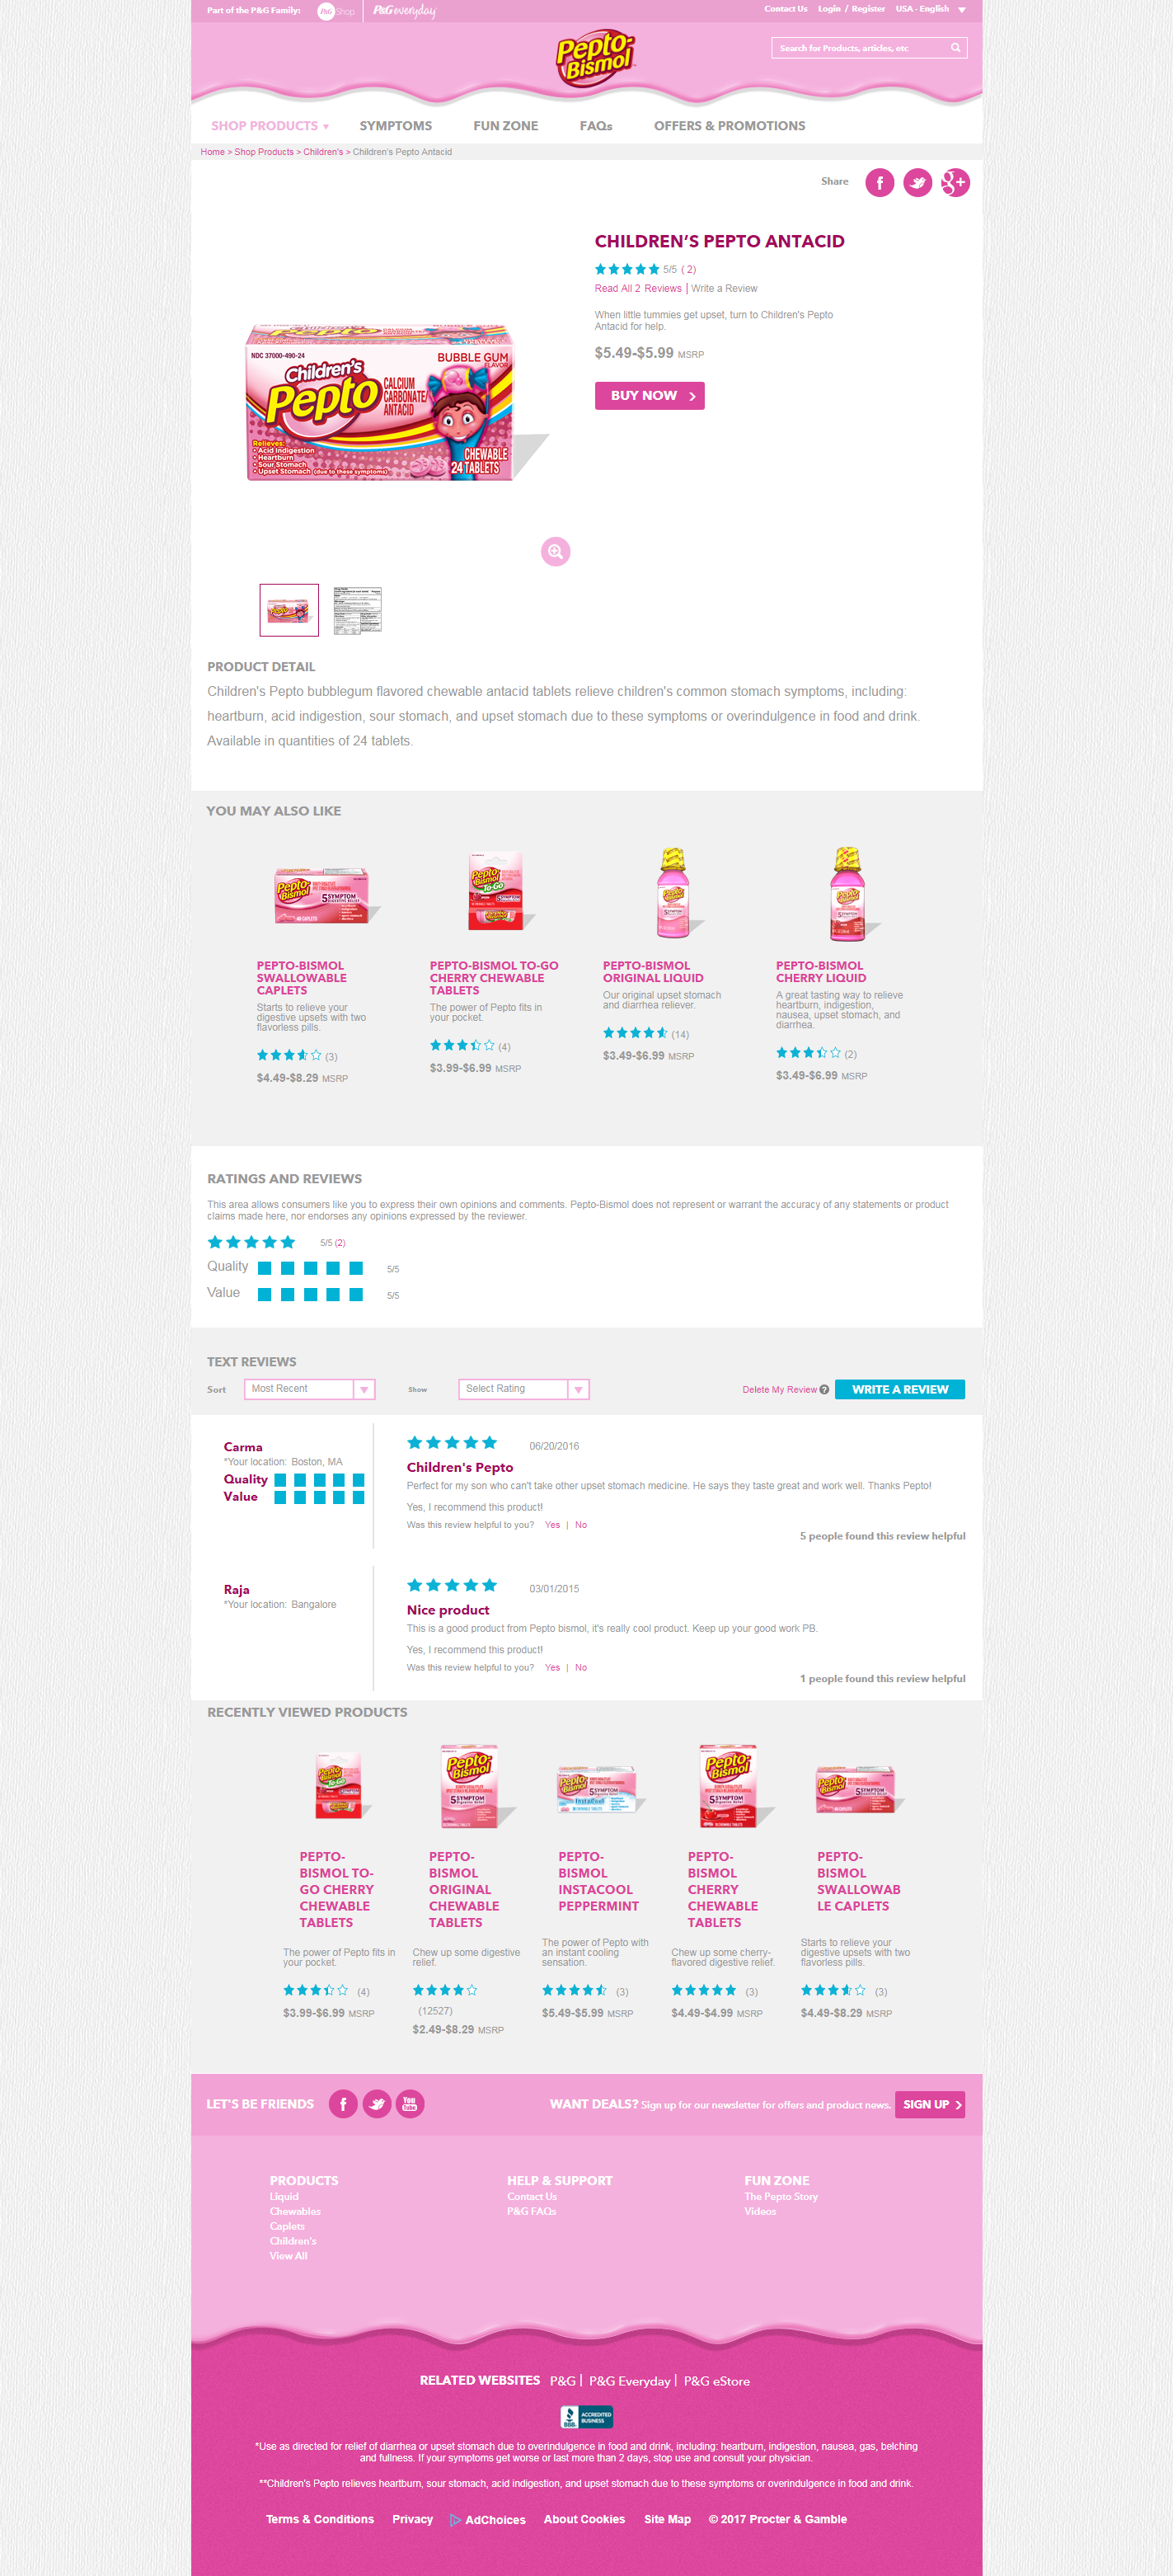 Part of the P&G Family: P&G Shop P&G everyday
Contact Us Login / Register USA - English
Pepto-Bismol
Search for Products, articles, etc
SHOP PRODUCTS SYMPTOMS FUN ZONE FAQs OFFERS & PROMOTIONS
Home > Shop Products > Children's > Children's Pepto Antacid
Share
CHILDREN'S PEPTO ANTACID
5/5 ( 2)
Read All 2 Reviews | Write a Review
When little tummies get upset, turn to Children's Pepto
Antacid for help.
$5.49-$5.99 MSRP
BUY NOW
NDC 37000-490-24
BUBBLE GUM
FLAVOR
Children's
Pepto
CALCIUM
CARBONATE/
ANTACID
Relieves:
• Acid Indigestion
• Heartburn
• Sour Stomach
• Upset Stomach (due to these symptoms)
CHEWABLE
24 TABLETS
PRODUCT DETAIL
Children's Pepto bubblegum flavored chewable antacid tablets relieve children's common stomach symptoms, including:
heartburn, acid indigestion, sour stomach, and upset stomach due to these symptoms or overindulgence in food and drink.
Available in quantities of 24 tablets.
YOU MAY ALSO LIKE
PEPTO-BISMOL
SWALLOWABLE
CAPLETS
Starts to relieve your
digestive upsets with two
flavorless pills.
(3)
$4.49-$8.29 MSRP
PEPTO-BISMOL TO-GO
CHERRY CHEWABLE
TABLETS
The power of Pepto fits in
your pocket.
(4)
$3.99-$6.99 MSRP
PEPTO-BISMOL
ORIGINAL LIQUID
Our original upset stomach
and diarrhea reliever.
(14)
$3.49-$6.99 MSRP
PEPTO-BISMOL
CHERRY LIQUID
A great tasting way to relieve
heartburn, indigestion,
nausea, upset stomach, and
diarrhea.
(2)
$3.49-$6.99 MSRP
RATINGS AND REVIEWS
This area allows consumers like you to express their own opinions and comments. Pepto-Bismol does not represent or warrant the accuracy of any statements or product
claims made here, nor endorses any opinions expressed by the reviewer.
5/5 (2)
Quality 5/5
Value 5/5
TEXT REVIEWS
Sort Most Recent Show Select Rating Delete My Review ? WRITE A REVIEW
Carma
*Your location: Boston, MA
Quality
Value
06/20/2016
Children's Pepto
Perfect for my son who can't take other upset stomach medicine. He says they taste great and work well. Thanks Pepto!
Yes, I recommend this product!
Was this review helpful to you? Yes | No
5 people found this review helpful
Raja
*Your location: Bangalore
03/01/2015
Nice product
This is a good product from Pepto bismol, it's really cool product. Keep up your good work PB.
Yes, I recommend this product!
Was this review helpful to you? Yes | No
1 people found this review helpful
RECENTLY VIEWED PRODUCTS
PEPTO-
BISMOL TO-
GO CHERRY
CHEWABLE
TABLETS
The power of Pepto fits in
your pocket.
(4)
$3.99-$6.99 MSRP
PEPTO-
BISMOL
ORIGINAL
CHEWABLE
TABLETS
Chew up some digestive
relief.
(12527)
$2.49-$8.29 MSRP
PEPTO-
BISMOL
INSTACOOL
PEPPERMINT
The power of Pepto with
an instant cooling
sensation.
(3)
$5.49-$5.99 MSRP
PEPTO-
BISMOL
CHERRY
CHEWABLE
TABLETS
Chew up some cherry-
flavored digestive relief.
(3)
$4.49-$4.99 MSRP
PEPTO-
BISMOL
SWALLOWAB
LE CAPLETS
Starts to relieve your
digestive upsets with two
flavorless pills.
(3)
$4.49-$8.29 MSRP
LET'S BE FRIENDS
You Tube
WANT DEALS? Sign up for our newsletter for offers and product news. SIGN UP
PRODUCTS
Liquid
Chewables
Caplets
Children's
View All
HELP & SUPPORT
Contact Us
P&G FAQs
FUN ZONE
The Pepto Story
Videos
RELATED WEBSITES P&G | P&G Everyday | P&G eStore
BBB ACCREDITED BUSINESS
*Use as directed for relief of diarrhea or upset stomach due to overindulgence in food and drink, including: heartburn, indigestion, nausea, gas, belching
and fullness. If your symptoms get worse or last more than 2 days, stop use and consult your physician.
**Children's Pepto relieves heartburn, sour stomach, acid indigestion, and upset stomach due to these symptoms or overindulgence in food and drink.
Terms & Conditions Privacy AdChoices About Cookies Site Map © 2017 Procter & Gamble